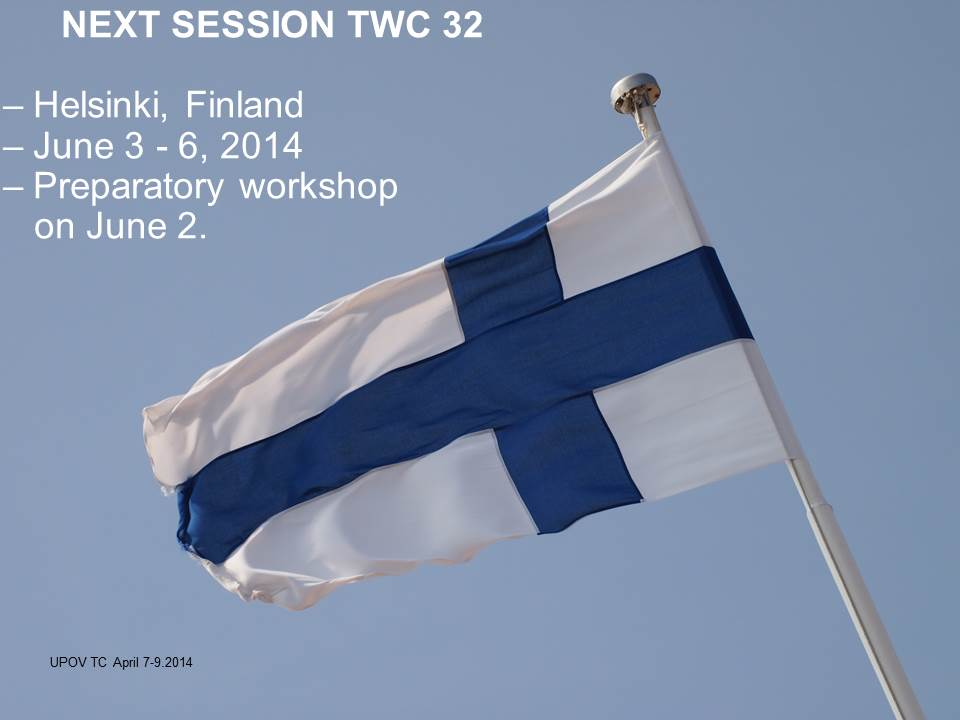 NEXT SESSION TWC 32
– Helsinki, Finland
– June 3 - 6, 2014
– Preparatory workshop
on June 2.
UPOV TC April 7-9.2014